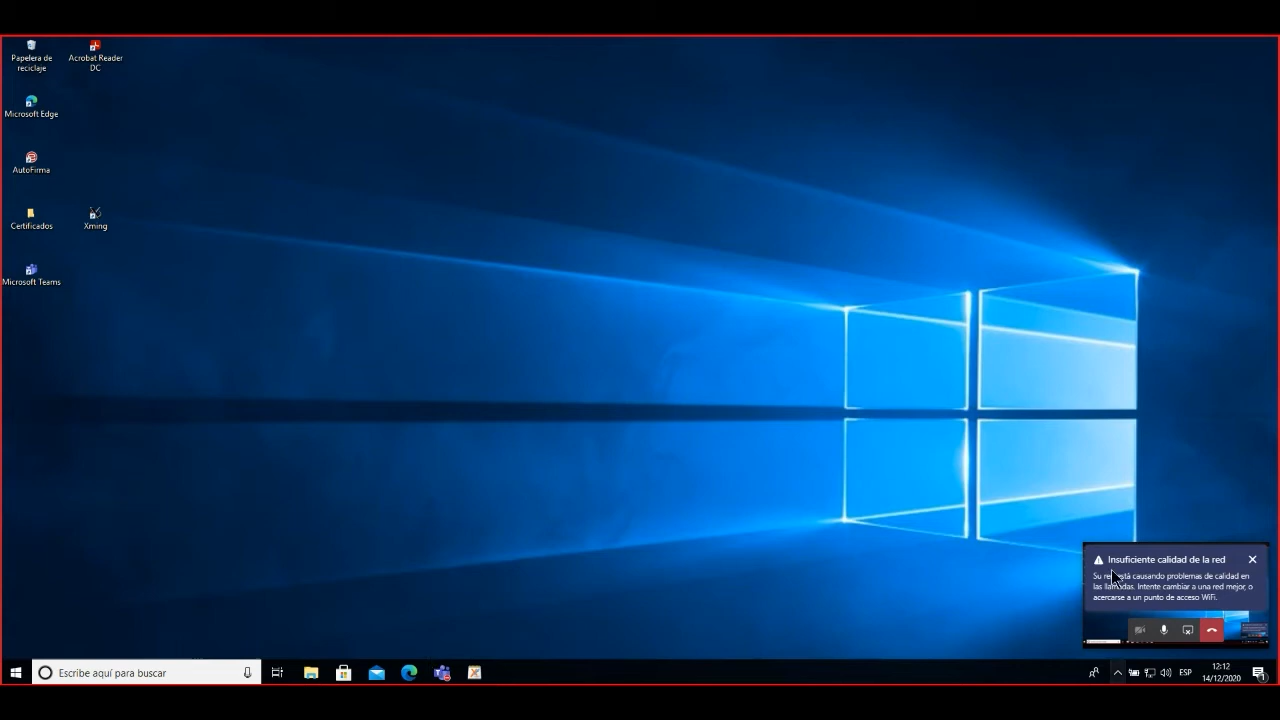 Papelera de
reciclaje
Acrobat Reader
DC
Microsoft Edge
AutoFirma
Certificados
Xming
Microsoft Teams
Insuficiente calidad de la red
Su red está causando problemas de calidad en
las llamadas. Intente cambiar a una red mejor, o
acercarse a un punto de acceso WiFi.
Escribe aquí para buscar
ESP
12:12
14/12/2020
1